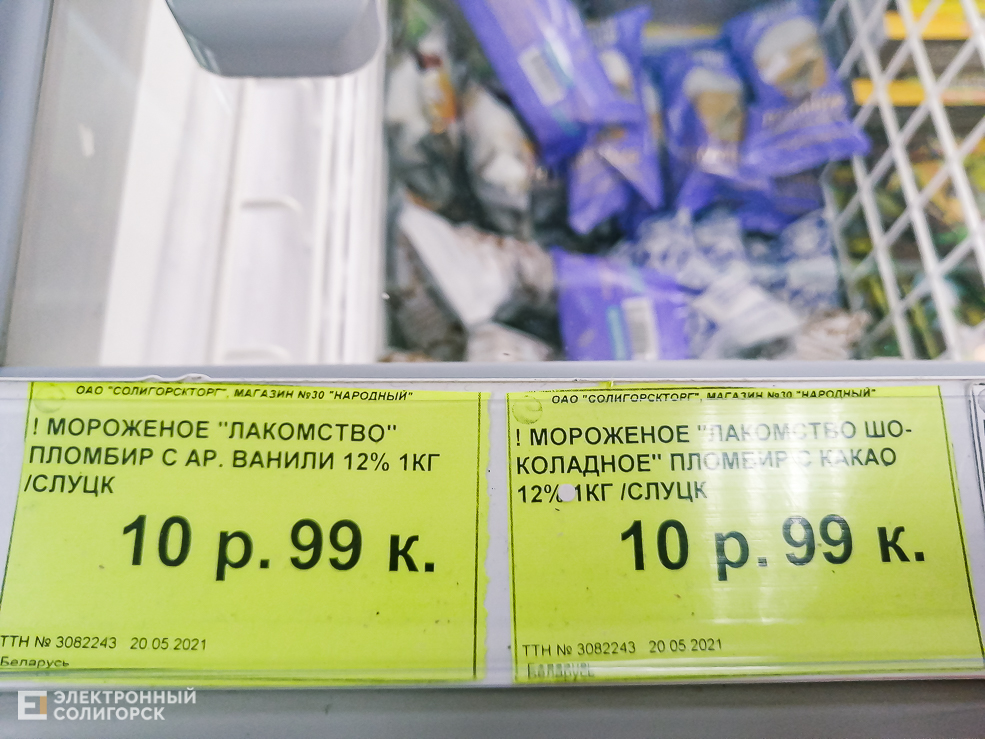 ОАО "СОЛИГОРСКТОРГ", МАГАЗИН №30 "НАРОДНЫЙ"
! МОРОЖЕНОЕ "ЛАКОМСТВО"
ПЛОМБИР С АР. ВАНИЛИ 12% 1КГ
/СЛУЦК
10 р. 99 к.
ТТН № 3082243 20.05.2021
Беларусь
ОАО "СОЛИГОРСКТОРГ", МАГАЗИН №30 "НАРОДНЫЙ"
! МОРОЖЕНОЕ "ЛАКОМСТВО ШО-
КОЛАДНОЕ" ПЛОМБИР С КАКАО
12% 1КГ /СЛУЦК
10 р. 99 к.
ТТН № 3082243 20.05.2021
Беларусь
ЭЛЕКТРОННЫЙ
СОЛИГОРСК